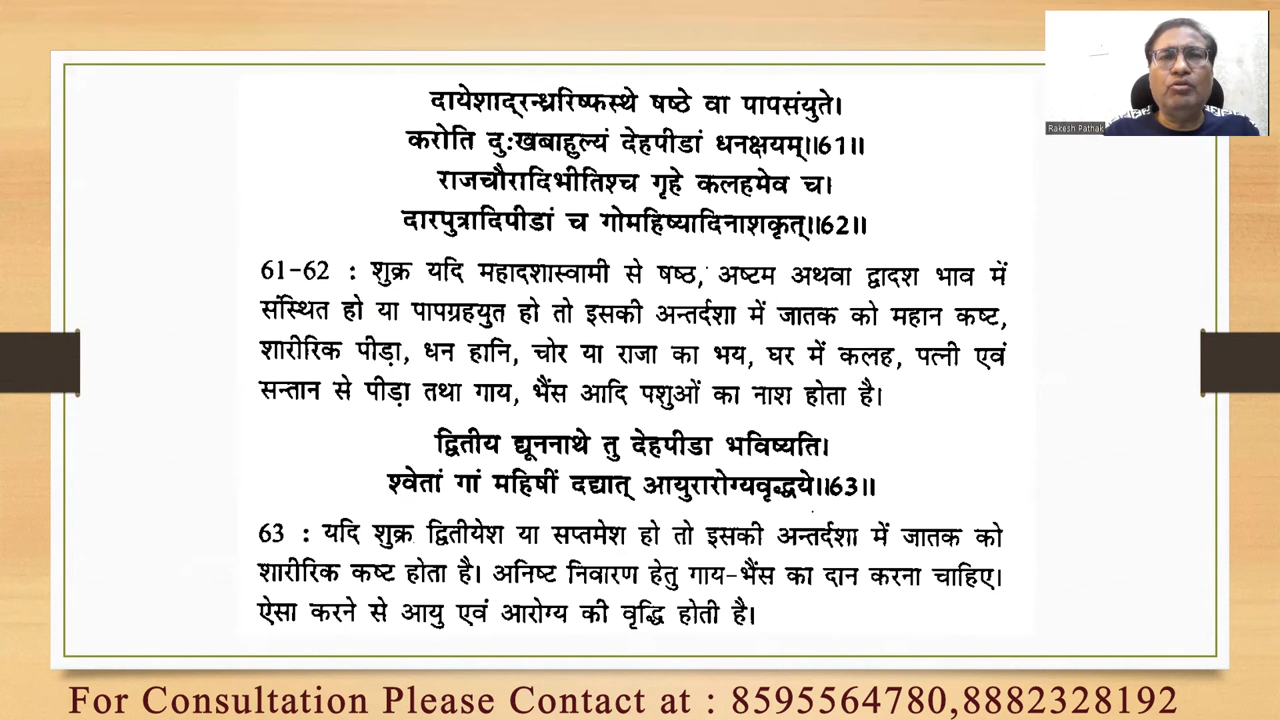 Rakesh Pathak
दायेशाद्रन्ध्ररिष्फस्थे षष्ठे वा पापसंयुते।
करोति दुःखबाहुल्यं देहपीडां धनक्षयम्॥61॥
राजचौरादिभीतिश्च गृहे कलहमेव च।
दारपुत्रादिपीडां च गोमहिष्यादिनाशकृत्॥62॥
61-62 : शुक्र यदि महादशास्वामी से षष्ठ, अष्टम अथवा द्वादश भाव में
संस्थित हो या पापग्रहयुत हो तो इसकी अन्तर्दशा में जातक को महान कष्ट,
शारीरिक पीड़ा, धन हानि, चोर या राजा का भय, घर में कलह, पत्नी एवं
सन्तान से पीड़ा तथा गाय, भैंस आदि पशुओं का नाश होता है।
द्वितीय द्यूननाथे तु देहपीडा भविष्यति।
श्वेतां गां महिषीं दद्यात् आयुरारोग्यवृद्धये॥63॥
63 : यदि शुक्र द्वितीयेश या सप्तमेश हो तो इसकी अन्तर्दशा में जातक को
शारीरिक कष्ट होता है। अनिष्ट निवारण हेतु गाय-भैंस का दान करना चाहिए।
ऐसा करने से आयु एवं आरोग्य की वृद्धि होती है।
For Consultation Please Contact at : 8595564780,8882328192